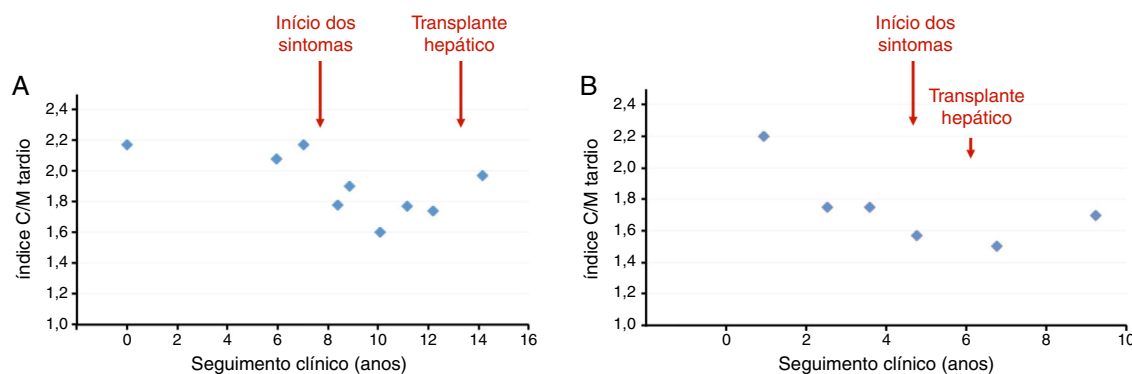 Início dos
sintomas
Transplante
hepático
A
2,4
2,2
2,0
1,8
1,6
1,4
1,2
1,0
índice C/M tardio
0 2 4 6 8 10 12 14 16
Seguimento clínico (anos)
Início dos
sintomas
Transplante
hepático
B
2,4
2,2
2,0
1,8
1,6
1,4
1,2
1,0
índice C/M tardio
0 2 4 6 8 10
Seguimento clínico (anos)